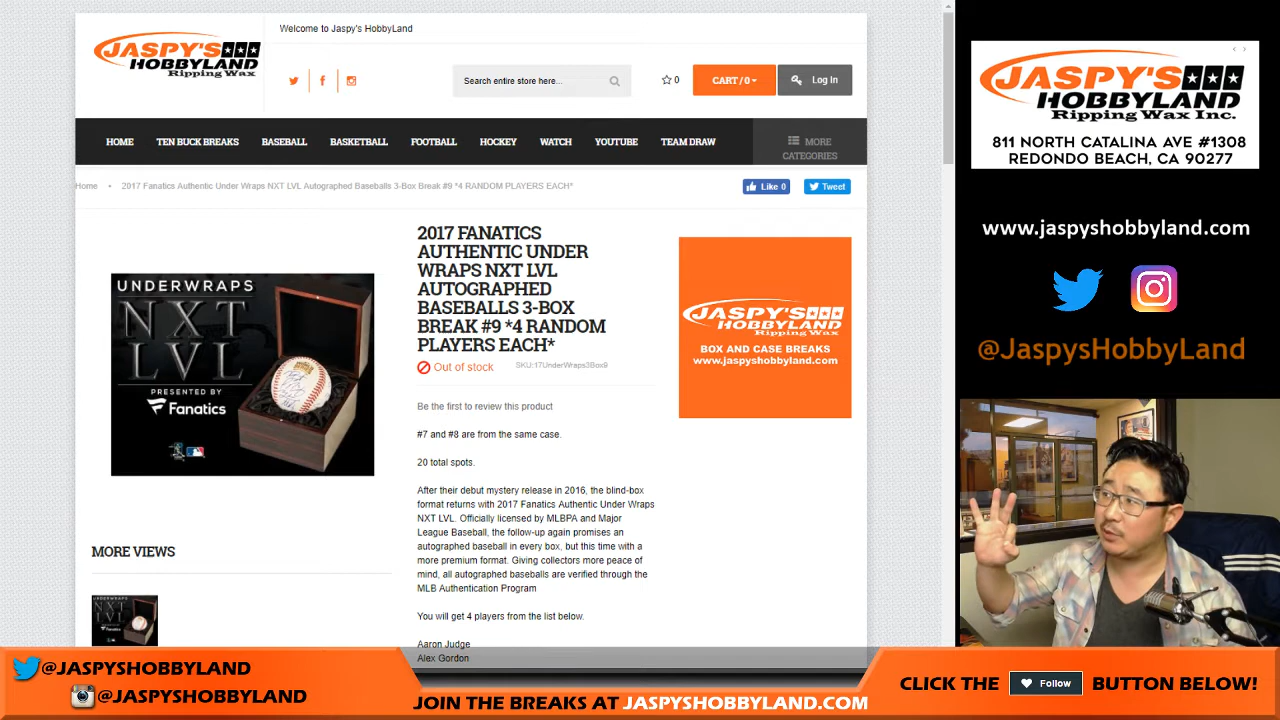 JASPY'S
HOBBYLAND
Ripping Wax
Welcome to Jaspy's HobbyLand
Search entire store here...
0
CART / 0
Log In
HOME
TEN BUCK BREAKS
BASEBALL
BASKETBALL
FOOTBALL
HOCKEY
WATCH
YOUTUBE
TEAM DRAW
MORE
CATEGORIES
Home • 2017 Fanatics Authentic Under Wraps NXT LVL Autographed Baseballs 3-Box Break #9 *4 RANDOM PLAYERS EACH*
Like 0
Tweet
UNDERWRAPS
NXT
LVL
PRESENTED BY
Fanatics
2017 FANATICS
AUTHENTIC UNDER
WRAPS NXT LVL
AUTOGRAPHED
BASEBALLS 3-BOX
BREAK #9 *4 RANDOM
PLAYERS EACH*
Out of stock
SKU:17UnderWraps3Box9
Be the first to review this product
#7 and #8 are from the same case.
20 total spots.
After their debut mystery release in 2016, the blind-box
format returns with 2017 Fanatics Authentic Under Wraps
NXT LVL. Officially licensed by MLBPA and Major
League Baseball, the follow-up again promises an
autographed baseball in every box, but this time with a
more premium format. Giving collectors more peace of
mind, all autographed baseballs are verified through the
MLB Authentication Program
You will get 4 players from the list below.
Aaron Judge
Alex Gordon
JASPY'S
HOBBYLAND
Ripping Wax
BOX AND CASE BREAKS
www.jaspyshobbyland.com
MORE VIEWS
JASPY'S
HOBBYLAND
Ripping Wax Inc.
811 NORTH CATALINA AVE #1308
REDONDO BEACH, CA 90277
www.jaspyshobbyland.com
@JaspysHobbyLand
@JASPYSHOBBYLAND
@JASPYSHOBBYLAND
JOIN THE BREAKS AT JASPYSHOBBYLAND.COM
CLICK THE Follow BUTTON BELOW!